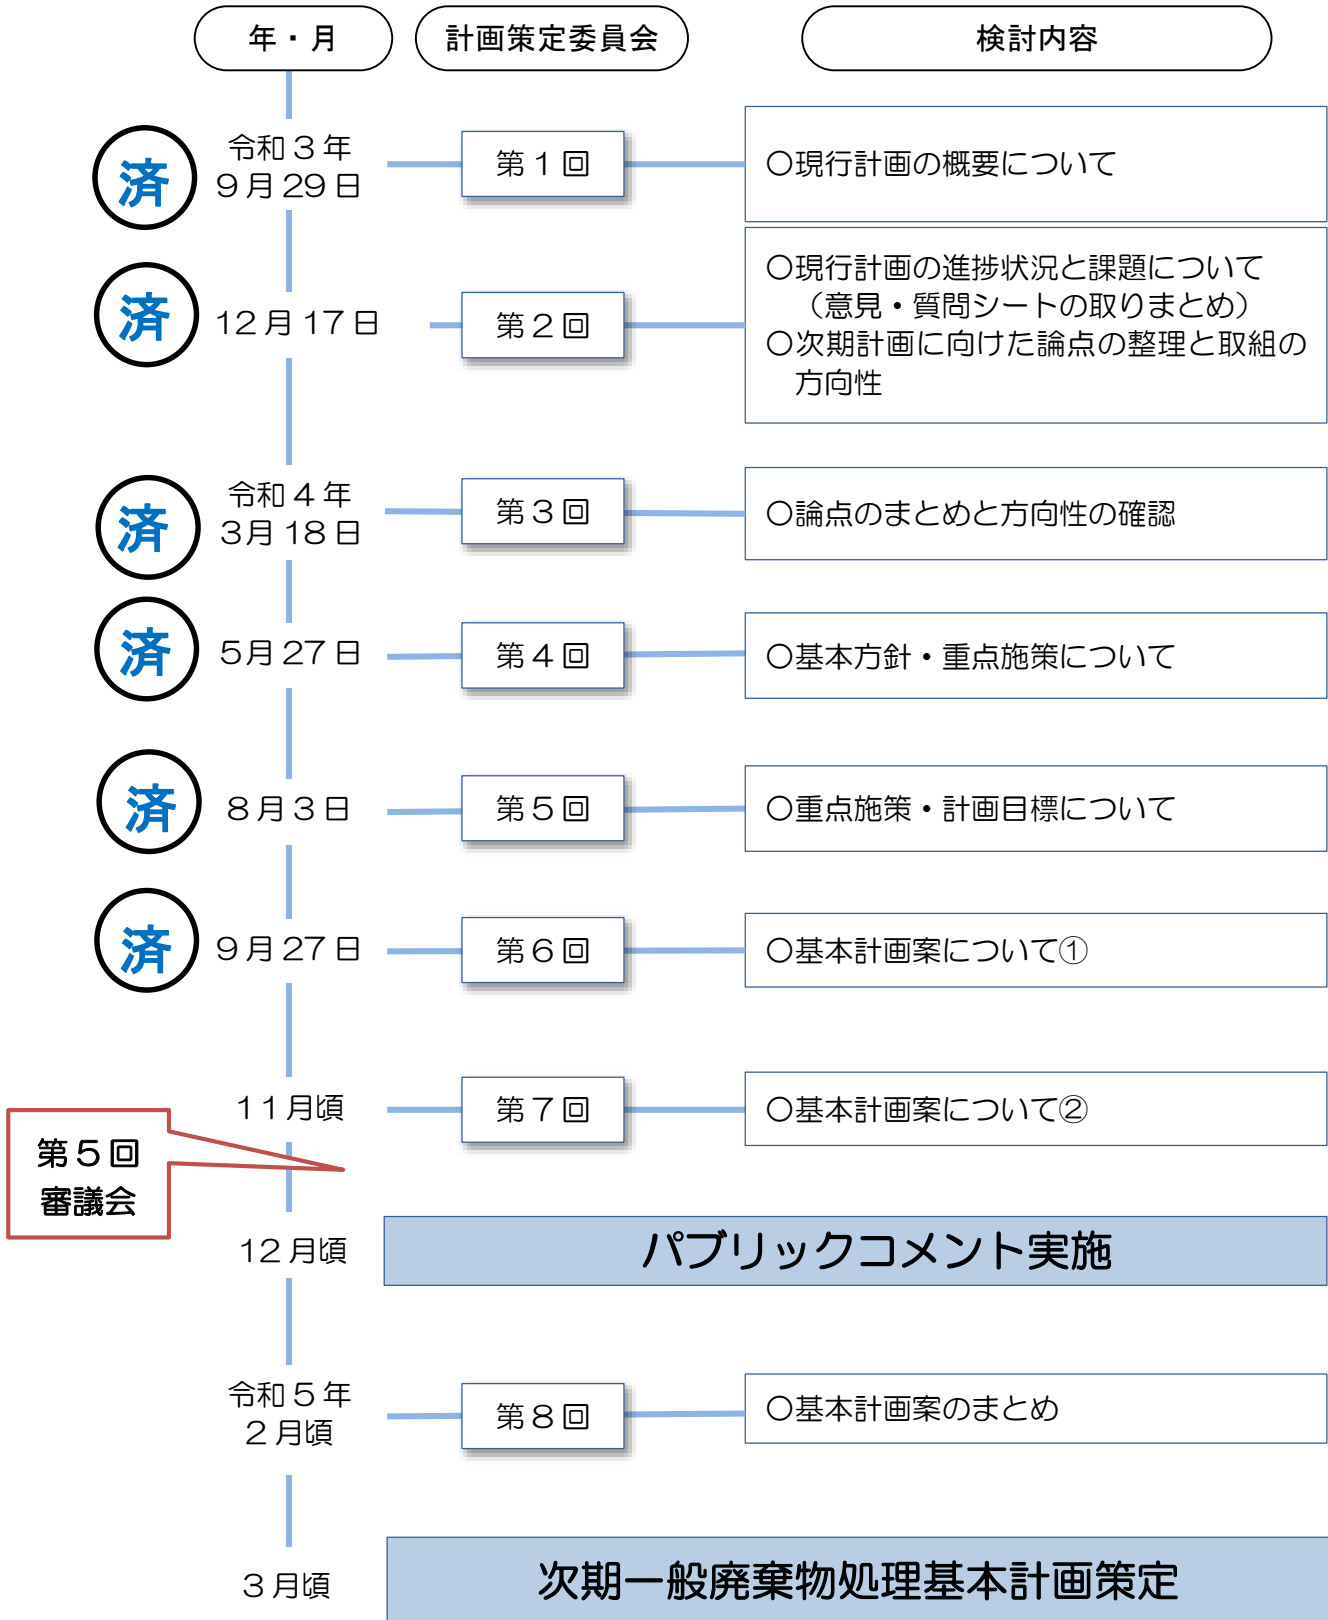 年・月
計画策定委員会
検討内容
済
令和３年
９月29日
第１回
○現行計画の概要について
済
12月17日
第２回
○現行計画の進捗状況と課題について
（意見・質問シートの取りまとめ）
○次期計画に向けた論点の整理と取組の
方向性
済
令和４年
３月18日
第３回
○論点のまとめと方向性の確認
済
５月27日
第４回
○基本方針・重点施策について
済
８月３日
第５回
○重点施策・計画目標について
済
９月27日
第６回
○基本計画案について①
11月頃
第７回
○基本計画案について②
第５回
審議会
12月頃
パブリックコメント実施
令和５年
２月頃
第８回
○基本計画案のまとめ
３月頃
次期一般廃棄物処理基本計画策定